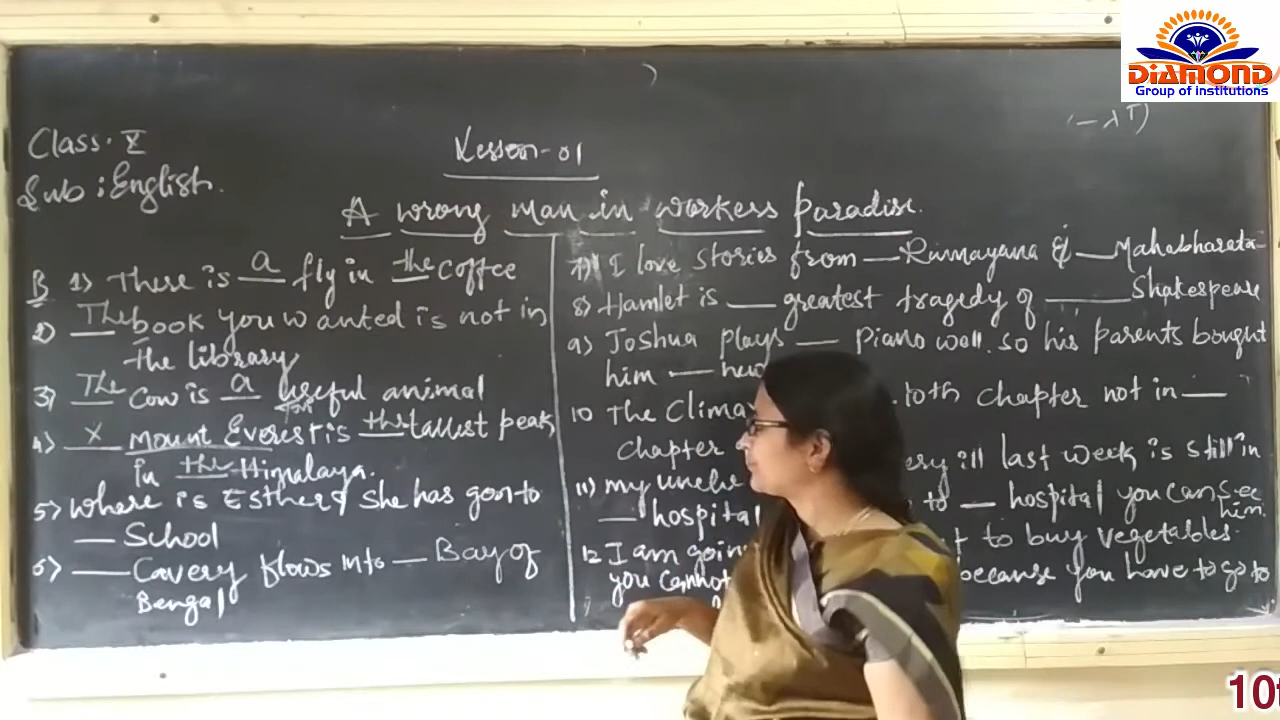 DIAMOND
Group of institutions
Class: X
Sub: English.
Lesson-01
A wrong man in workess paradise.
B 1) There is a fly in the coffee
2) The book you wanted is not in
the library
3) The cow is a useful animal
4) X Mount Everest is the tallest peak
in the Himalaya.
5) Where is Esther? She has gon to
— School
6) — Cavery flows into — Bay of
Bengal
7) I love stories from — Ramayana & — Mahabharata
8) Hamlet is — greatest tragedy of — Shakespeare
9) Joshua plays — Piano well. so his parents bought
him —
10 The Clima 10th chapter not in —
chapter
11) my uncle ery ill last week is still in
— hospital to — hospital you can see
him.
12 I am goin to buy vegetables.
you cannot because you have to go to
10t